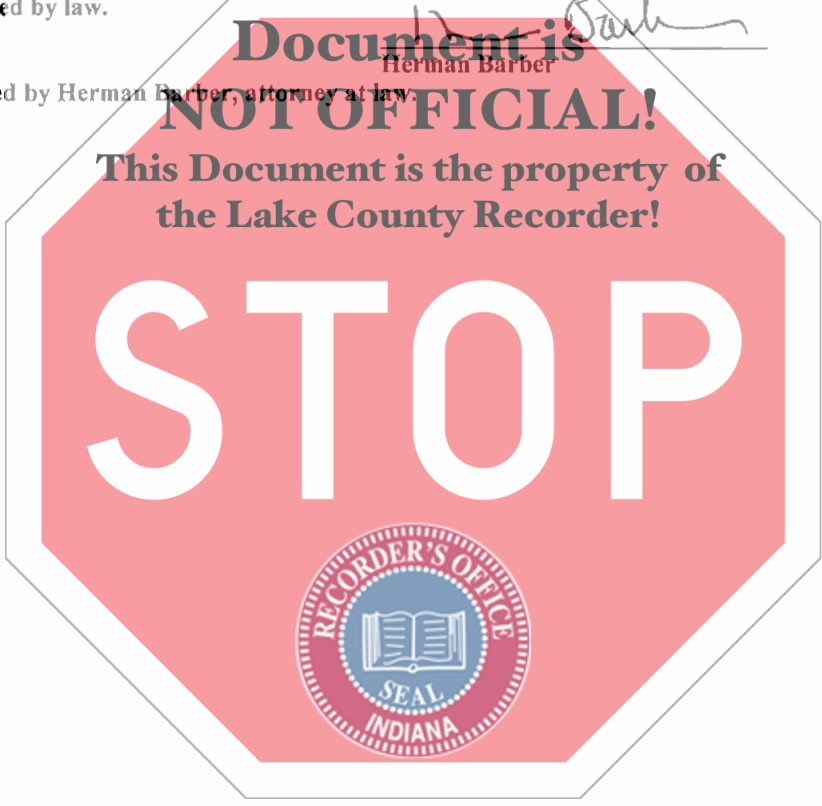 ed by law.
Document is
Herman Barber
ed by Herman Barber, attorney at law.
NOT OFFICIAL!
This Document is the property of
the Lake County Recorder!
STOP
RECORDER'S OFFICE
SEAL
INDIANA